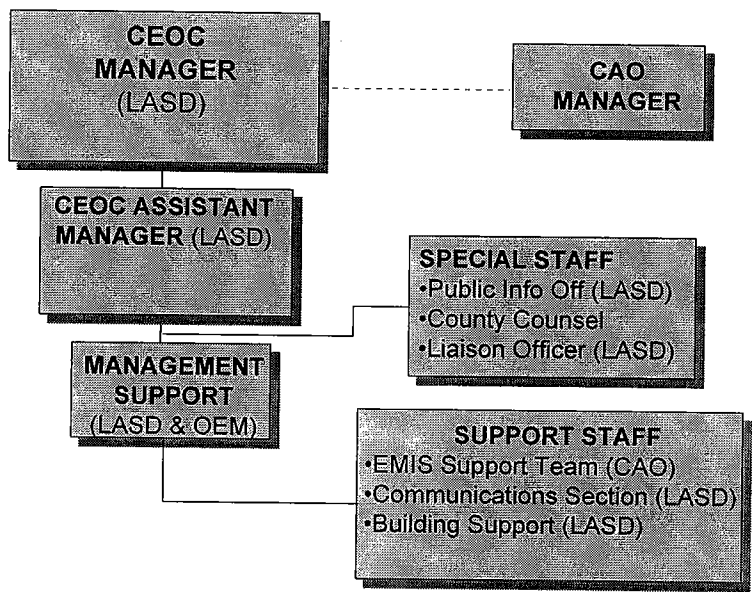 CEOC
MANAGER
(LASD)
CAO
MANAGER
CEOC ASSISTANT
MANAGER (LASD)
SPECIAL STAFF
•Public Info Off (LASD)
•County Counsel
•Liaison Officer (LASD)
MANAGEMENT
SUPPORT
(LASD & OEM)
SUPPORT STAFF
•EMIS Support Team (CAO)
•Communications Section (LASD)
•Building Support (LASD)